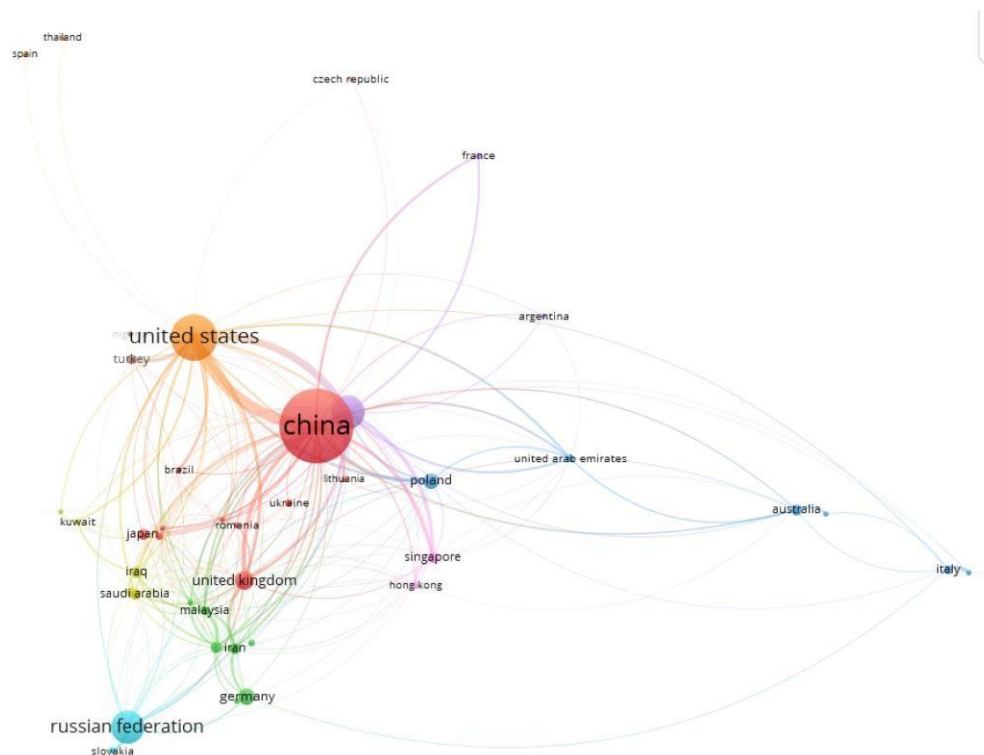 thailand
spain
czech republic
france
argentina
united states
turkey
china
united arab emirates
brazil
lithuania
poland
ukraine
australia
kuwait
romania
japan
singapore
italy
iraq
united kingdom
hong kong
saudi arabia
malaysia
iran
germany
russian federation
slovakia